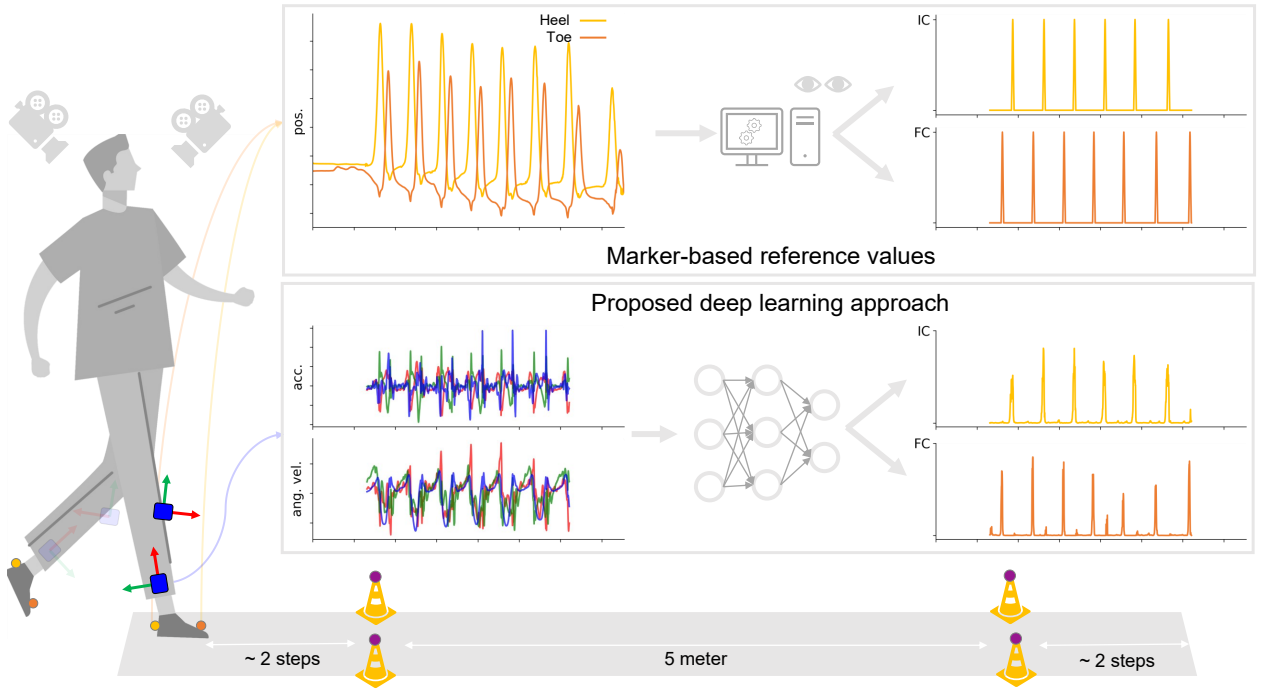 Heel
Toe
pos.
IC
FC
Marker-based reference values
Proposed deep learning approach
acc.
ang. vel.
IC
FC
~ 2 steps
5 meter
~ 2 steps